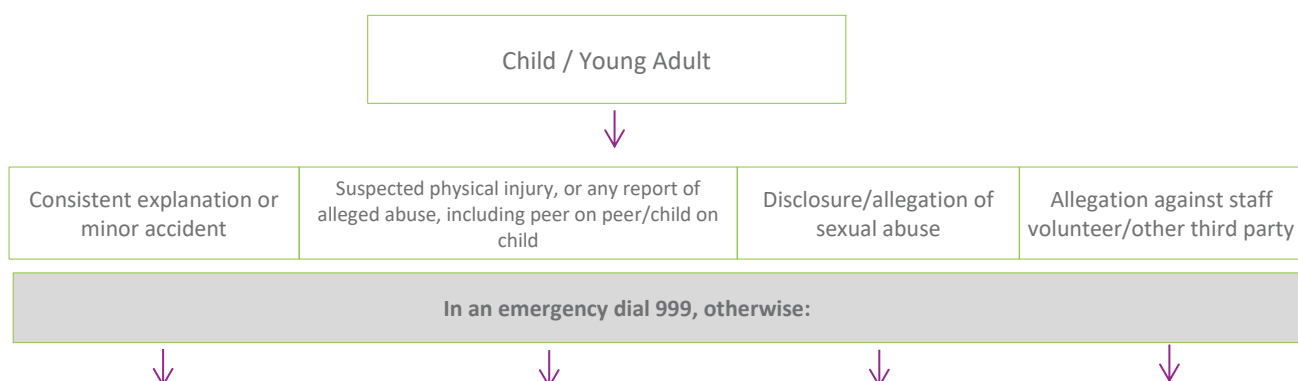 Child / Young Adult
Consistent explanation or
minor accident
Suspected physical injury, or any report of
alleged abuse, including peer on peer/child on
child
Disclosure/allegation of
sexual abuse
Allegation against staff
volunteer/other third party
In an emergency dial 999, otherwise: